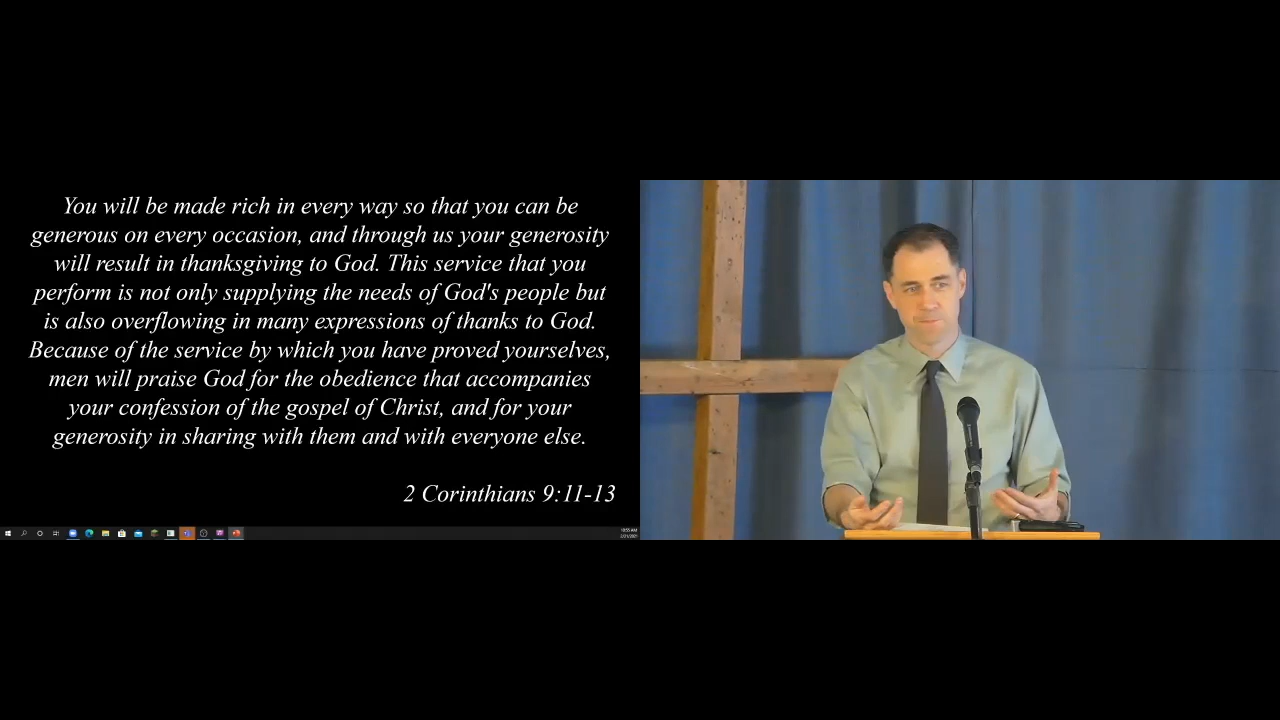 You will be made rich in every way so that you can be
generous on every occasion, and through us your generosity
will result in thanksgiving to God. This service that you
perform is not only supplying the needs of God's people but
is also overflowing in many expressions of thanks to God.
Because of the service by which you have proved yourselves,
men will praise God for the obedience that accompanies
your confession of the gospel of Christ, and for your
generosity in sharing with them and with everyone else.
2 Corinthians 9:11-13